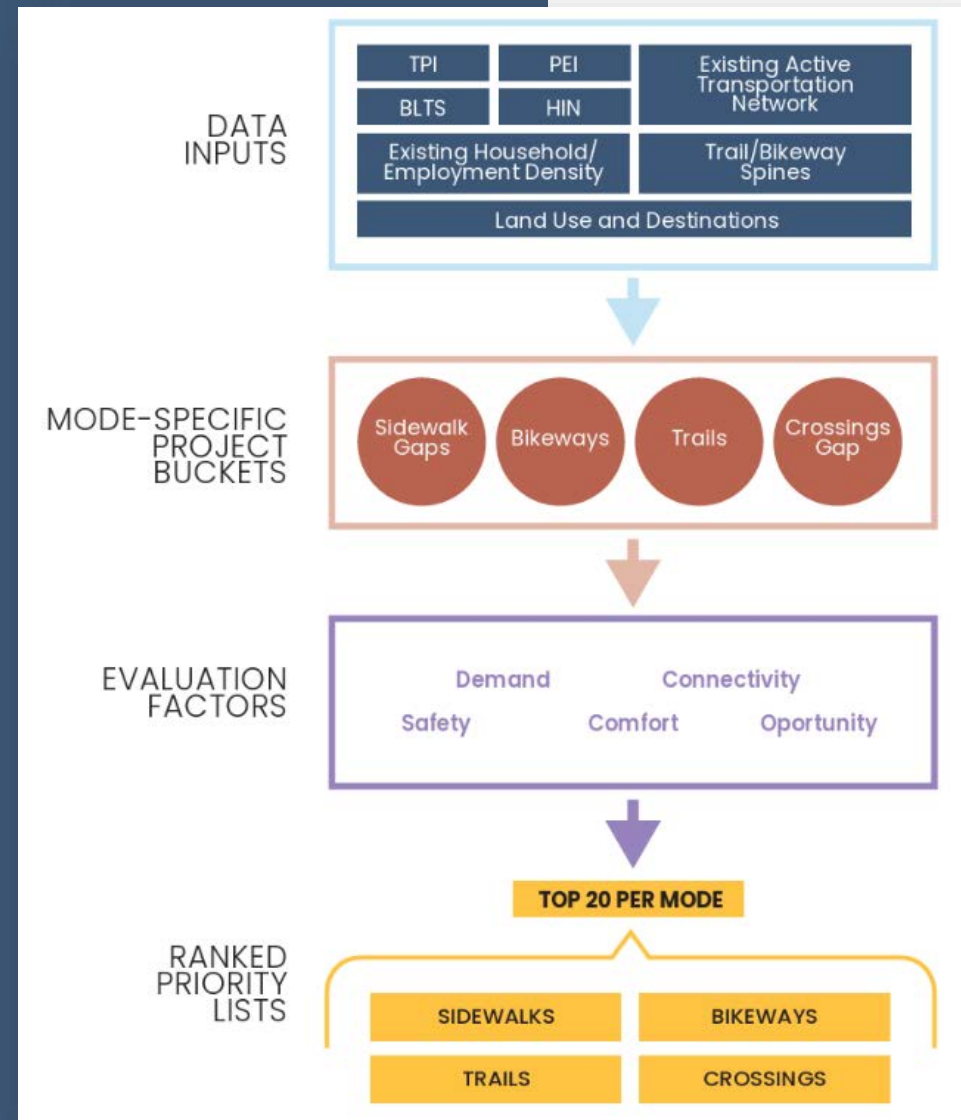 DATA
INPUTS
TPI
PEI
Existing Active
Transportation
Network
BLTS
HIN
Existing Household/
Employment Density
Trail/Bikeway
Spines
Land Use and Destinations
MODE-SPECIFIC
PROJECT
BUCKETS
Sidewalk
Gaps
Bikeways
Trails
Crossings
Gap
EVALUATION
FACTORS
Demand
Connectivity
Safety
Comfort
Oportunity
TOP 20 PER MODE
RANKED
PRIORITY
LISTS
SIDEWALKS
BIKEWAYS
TRAILS
CROSSINGS